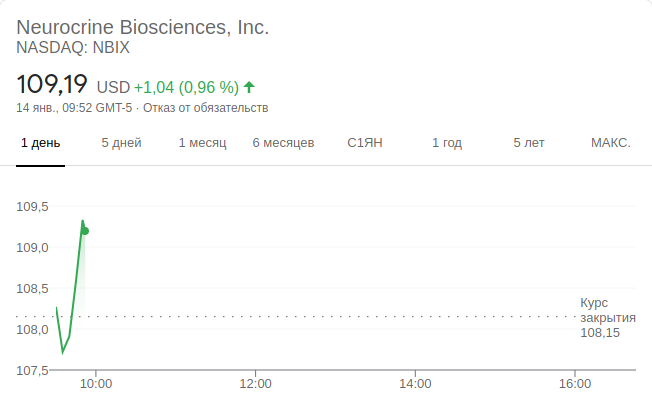 Neurocrine Biosciences, Inc.
NASDAQ: NBIX
109,19 USD +1,04 (0,96 %)
14 янв., 09:52 GMT-5 · Отказ от обязательств
1 день 5 дней 1 месяц 6 месяцев С1ЯН 1 год 5 лет МАКС.
109,5
109,0
108,5
Курс
закрытия
108,15
108,0
107,5
10:00 12:00 14:00 16:00